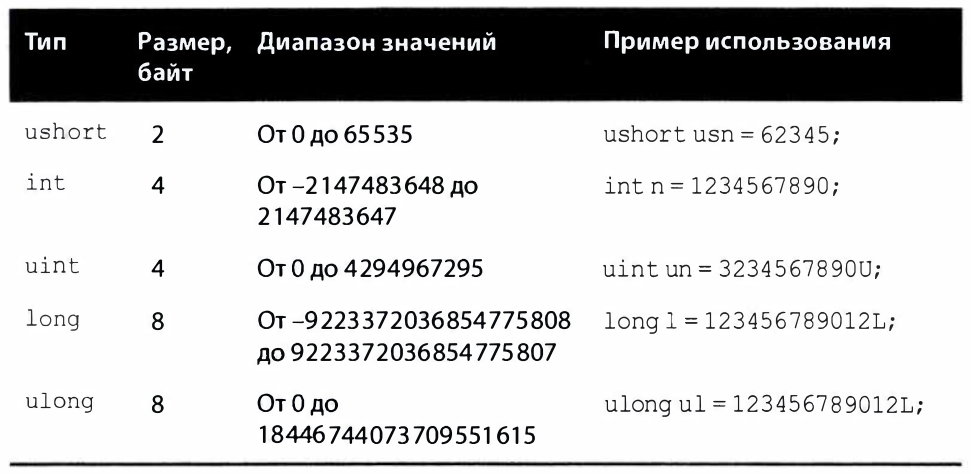 Тип Размер, Диапазон значений Пример использования
байт
ushort 2 От 0 до 65535 ushort usn = 62345;
int 4 От –2147483648 до int n = 1234567890;
2147483647
uint 4 От 0 до 4294967295 uint un = 3234567890U;
long 8 От –9223372036854775808 long l = 123456789012L;
до 9223372036854775807
ulong 8 От 0 до ulong ul = 123456789012L;
18446744073709551615